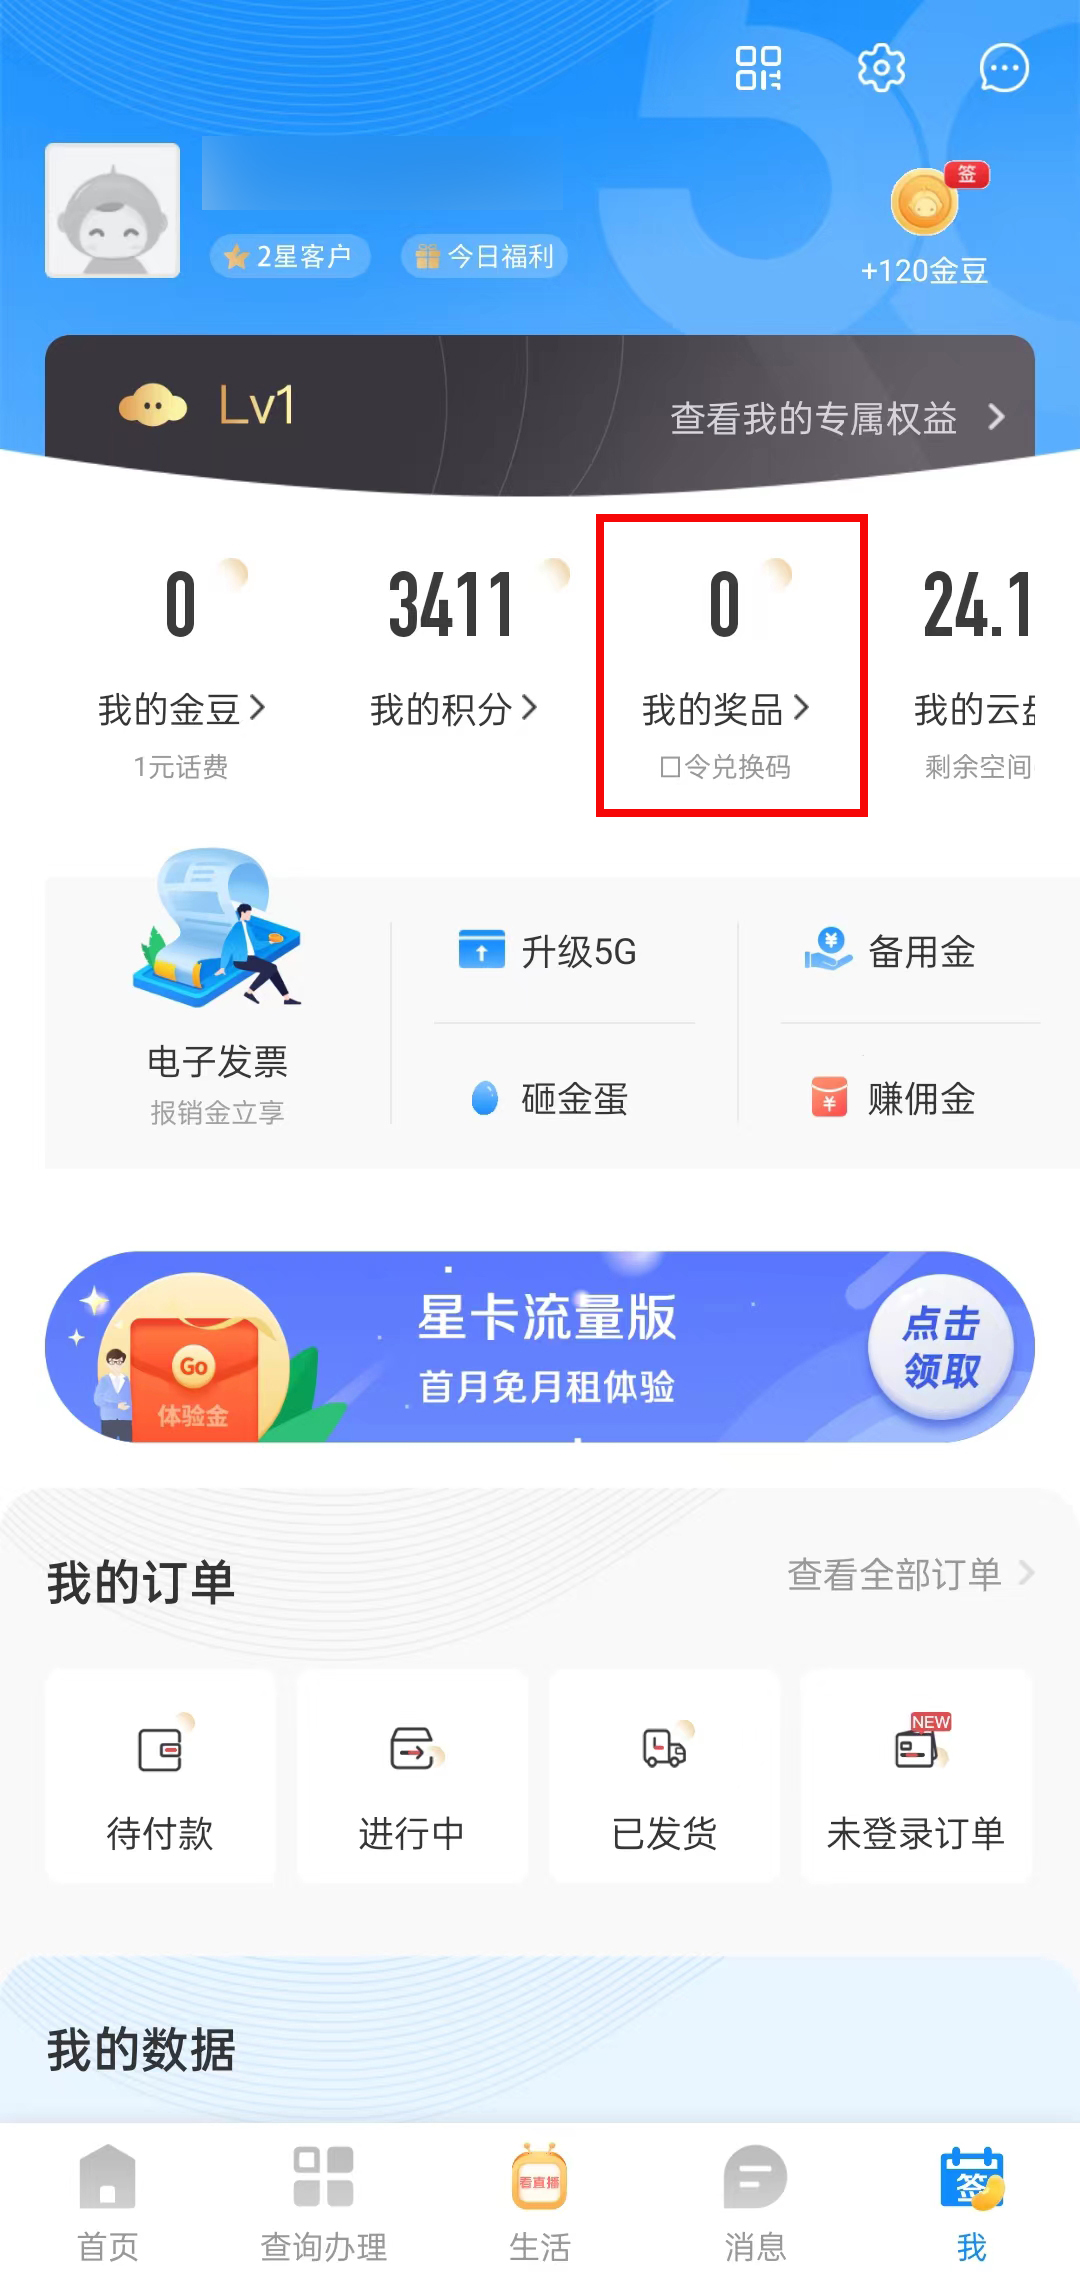 签
2星客户
今日福利
+120金豆
Lv1
查看我的专属权益
0
3411
0
24.1
我的金豆
我的积分
我的奖品
我的云
1元话费
口令兑换码
剩余空间
电子发票
报销金立享
升级5G
备用金
砸金蛋
赚佣金
星卡流量版
首月免月租体验
Go
体验金
点击
领取
我的订单
查看全部订单
NEW
待付款
进行中
已发货
未登录订单
我的数据
看直播
签
首页
查询办理
生活
消息
我